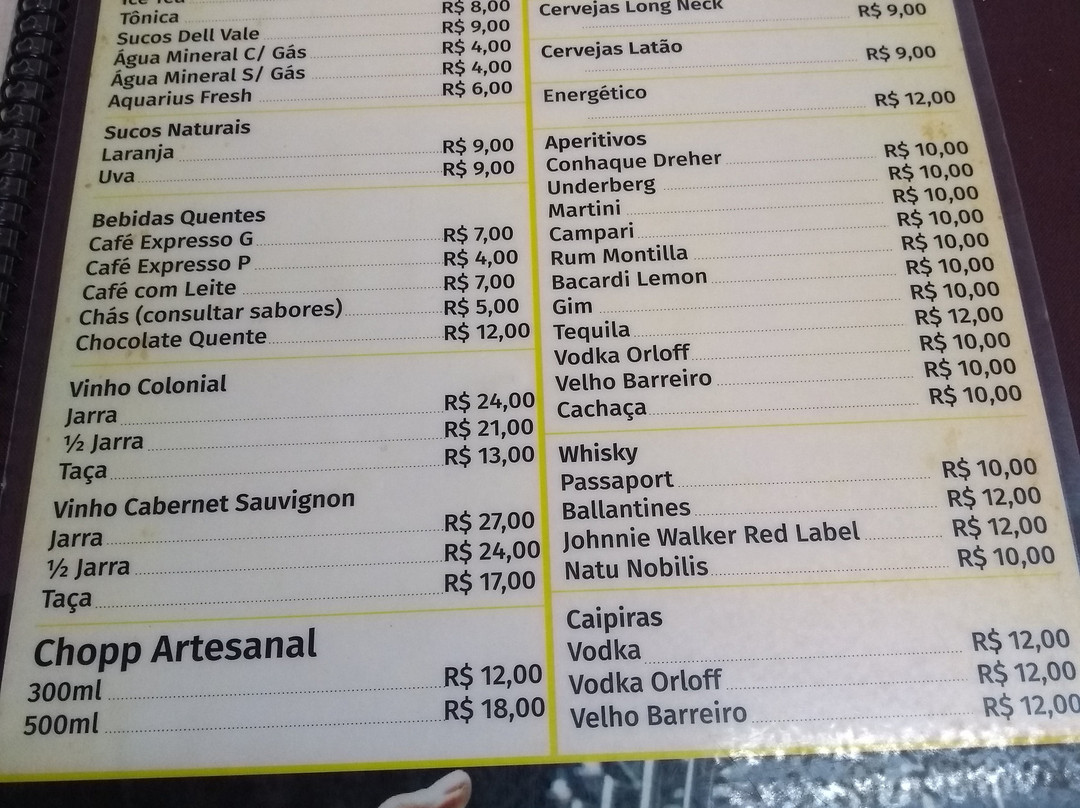 Ice Tea
Tônica R$ 8,00
Sucos Dell Vale R$ 9,00
Água Mineral C/ Gás R$ 4,00
Água Mineral S/ Gás R$ 4,00
Aquarius Fresh R$ 6,00
Sucos Naturais
Laranja R$ 9,00
Uva R$ 9,00
Bebidas Quentes
Café Expresso G R$ 7,00
Café Expresso P R$ 4,00
Café com Leite R$ 7,00
Chás (consultar sabores) R$ 5,00
Chocolate Quente R$ 12,00
Vinho Colonial
Jarra R$ 24,00
½ Jarra R$ 21,00
Taça R$ 13,00
Vinho Cabernet Sauvignon
Jarra R$ 27,00
½ Jarra R$ 24,00
Taça R$ 17,00
Chopp Artesanal
300ml R$ 12,00
500ml R$ 18,00
Cervejas Long Neck R$ 9,00
Cervejas Latão R$ 9,00
Energético R$ 12,00
Aperitivos
Conhaque Dreher R$ 10,00
Underberg R$ 10,00
Martini R$ 10,00
Campari R$ 10,00
Rum Montilla R$ 10,00
Bacardi Lemon R$ 10,00
Gim R$ 10,00
Tequila R$ 12,00
Vodka Orloff R$ 10,00
Velho Barreiro R$ 10,00
Cachaça R$ 10,00
Whisky
Passaport R$ 10,00
Ballantines R$ 12,00
Johnnie Walker Red Label R$ 12,00
Natu Nobilis R$ 10,00
Caipiras
Vodka R$ 12,00
Vodka Orloff R$ 12,00
Velho Barreiro R$ 12,00